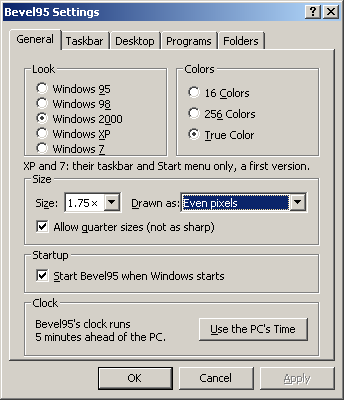 Bevel95 Settings
General
Taskbar
Desktop
Programs
Folders
Look
Windows 95
Windows 98
Windows 2000
Windows XP
Windows 7
Colors
16 Colors
256 Colors
True Color
XP and 7: their taskbar and Start menu only, a first version.
Size
Size: 1.75× Drawn as: Even pixels
Allow quarter sizes (not as sharp)
Startup
Start Bevel95 when Windows starts
Clock
Bevel95's clock runs
5 minutes ahead of the PC.
Use the PC's Time
OK
Cancel
Apply